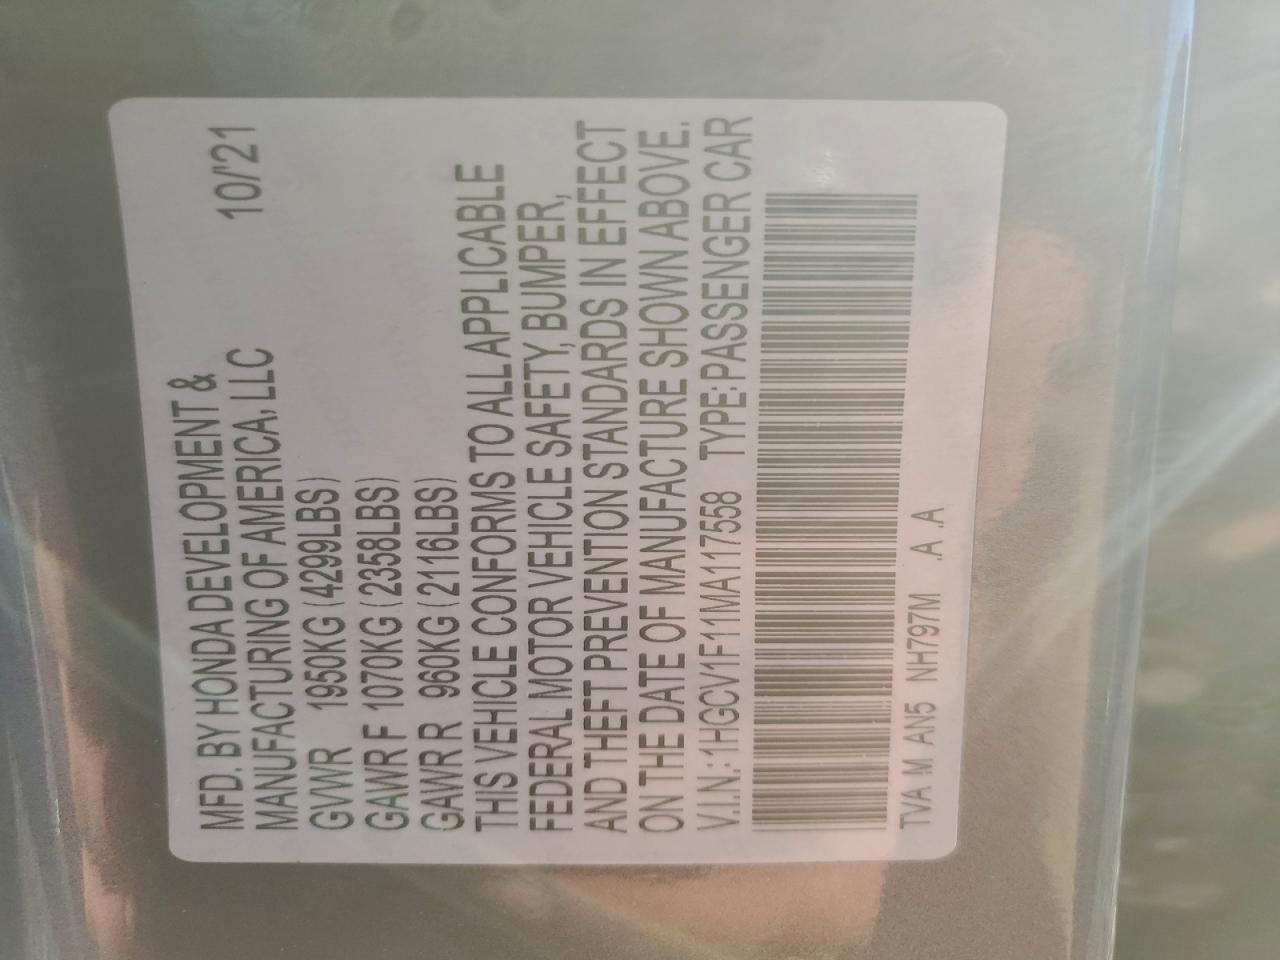 MFD. BY HONDA DEVELOPMENT &
MANUFACTURING OF AMERICA, LLC 10/'21
GVWR 1950KG (4299LBS)
GAWR F 1070KG (2358LBS)
GAWR R 960KG (2116LBS)
THIS VEHICLE CONFORMS TO ALL APPLICABLE
FEDERAL MOTOR VEHICLE SAFETY, BUMPER,
AND THEFT PREVENTION STANDARDS IN EFFECT
ON THE DATE OF MANUFACTURE SHOWN ABOVE.
V.I.N.: 1HGCV1F11MA117558 TYPE: PASSENGER CAR
TVA M AN5 NH797M .A .A